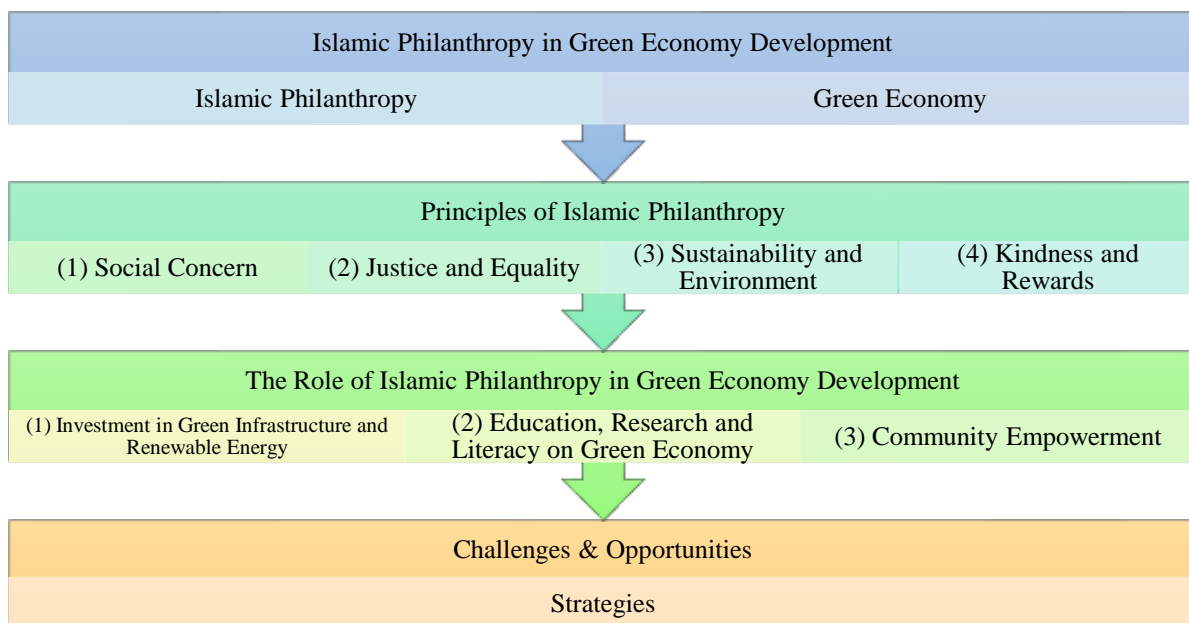 Islamic Philanthropy in Green Economy Development
Islamic Philanthropy
Green Economy
Principles of Islamic Philanthropy
(1) Social Concern
(2) Justice and Equality
(3) Sustainability and
Environment
(4) Kindness and
Rewards
The Role of Islamic Philanthropy in Green Economy Development
(1) Investment in Green Infrastructure and
Renewable Energy
(2) Education, Research and
Literacy on Green Economy
(3) Community Empowerment
Challenges & Opportunities
Strategies